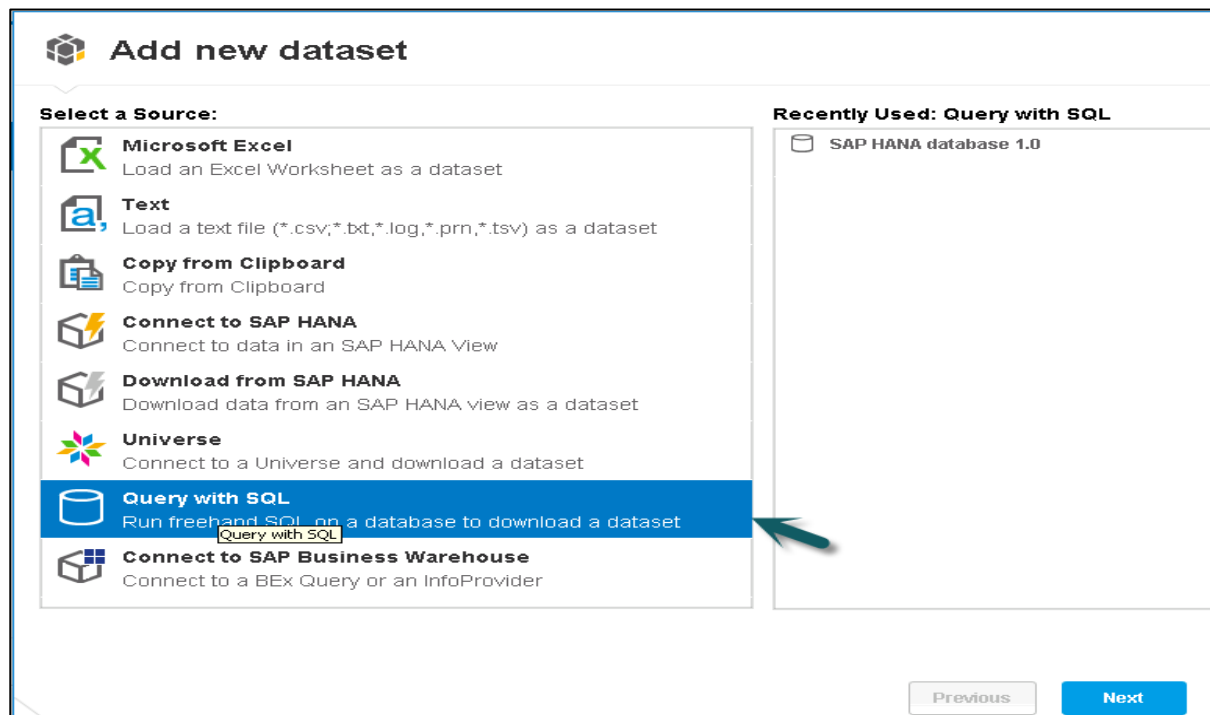 Add new dataset
Select a Source:
Microsoft Excel
Load an Excel Worksheet as a dataset
Text
Load a text file (*.csv;*.txt,*.log,*.prn,*.tsv) as a dataset
Copy from Clipboard
Copy from Clipboard
Connect to SAP HANA
Connect to data in an SAP HANA View
Download from SAP HANA
Download data from an SAP HANA view as a dataset
Universe
Connect to a Universe and download a dataset
Query with SQL
Run freehand SQL on a database to download a dataset
Query with SQL
Connect to SAP Business Warehouse
Connect to a BEx Query or an InfoProvider
Recently Used: Query with SQL
SAP HANA database 1.0
Previous
Next